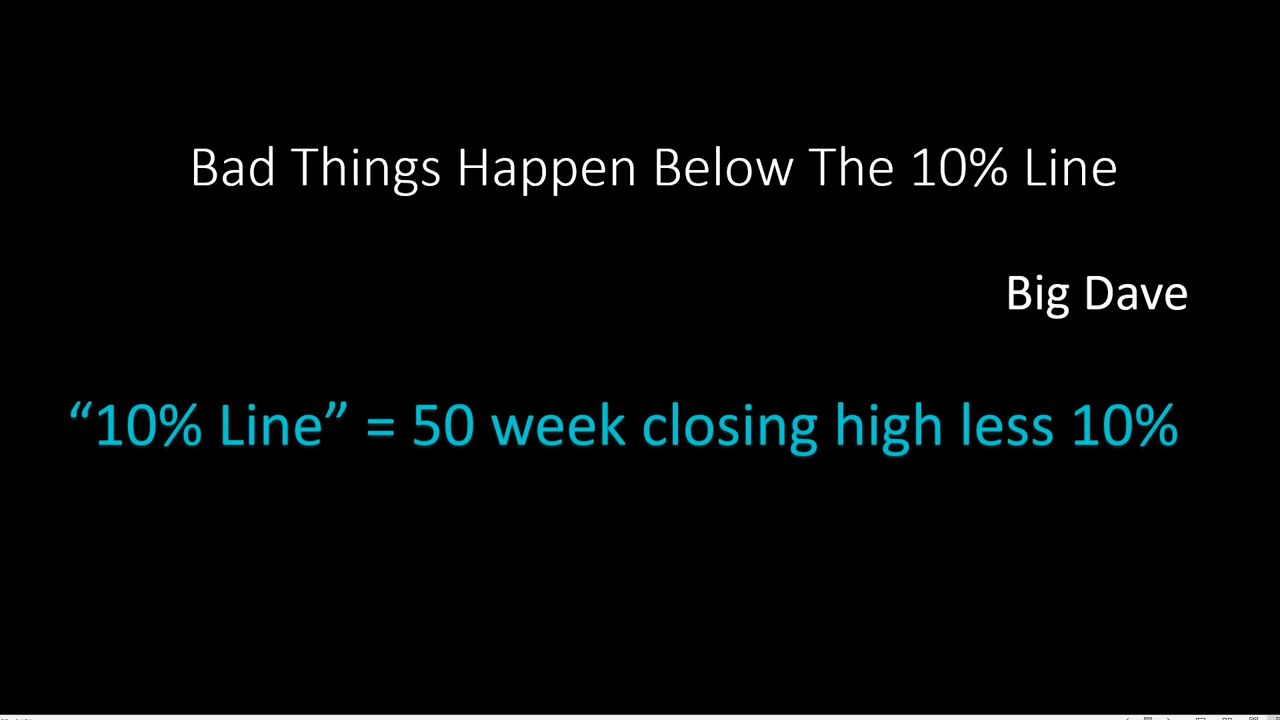 Bad Things Happen Below The 10% Line
Big Dave
“10% Line” = 50 week closing high less 10%